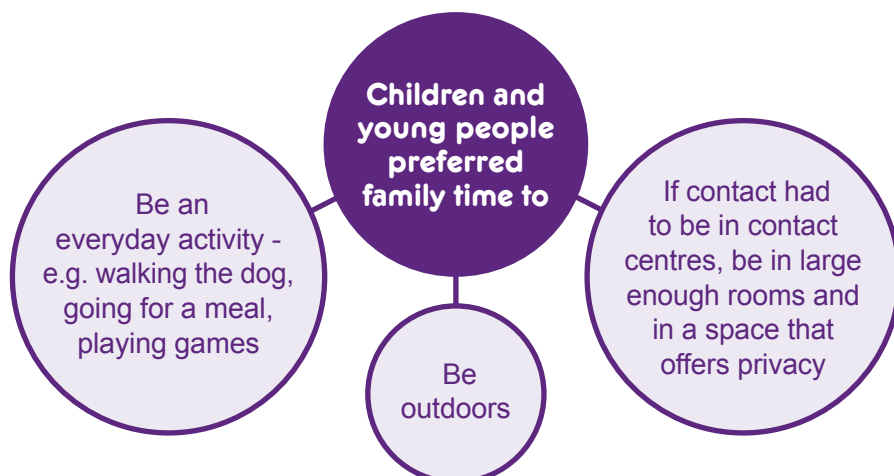 Children and
young people
preferred
family time to
Be an
everyday activity -
e.g. walking the dog,
going for a meal,
playing games
Be
outdoors
If contact had
to be in contact
centres, be in large
enough rooms and
in a space that
offers privacy